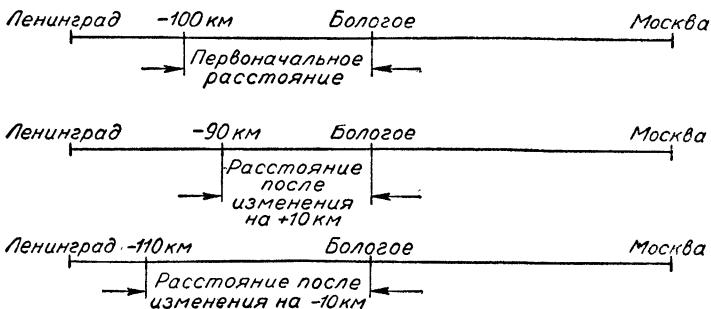 Ленинград -100 км Бологое Москва
Первоначальное
расстояние
Ленинград -90 км Бологое Москва
Расстояние
после
изменения
на +10 км
Ленинград -110 км Бологое Москва
Расстояние после
изменения на -10 км